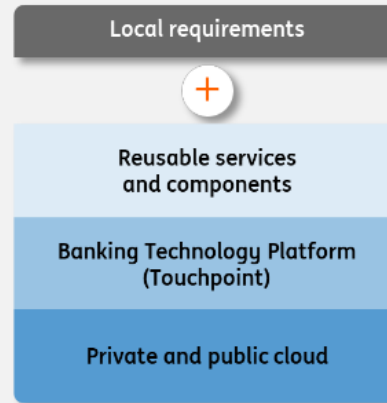 Local requirements
+
Reusable services
and components
Banking Technology Platform
(Touchpoint)
Private and public cloud